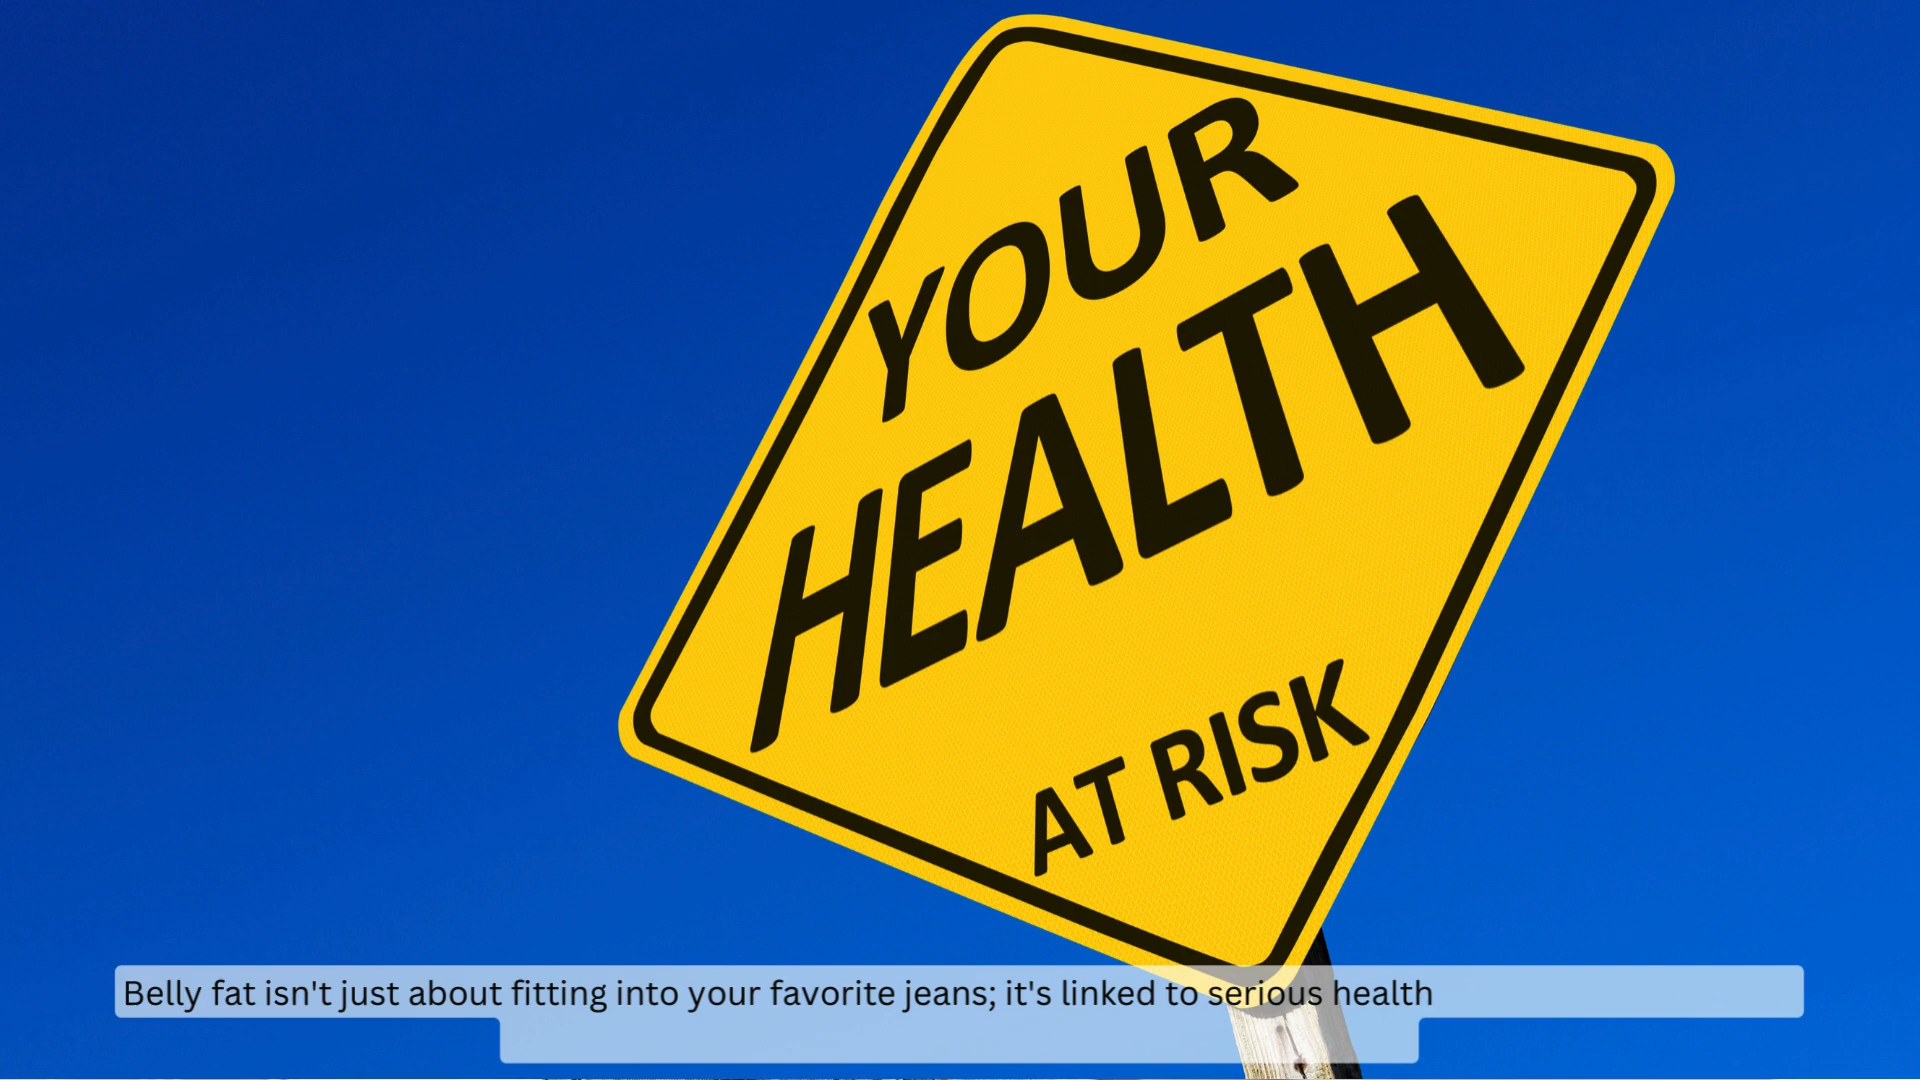 YOUR
HEALTH
AT RISK
Belly fat isn't just about fitting into your favorite jeans; it's linked to serious health